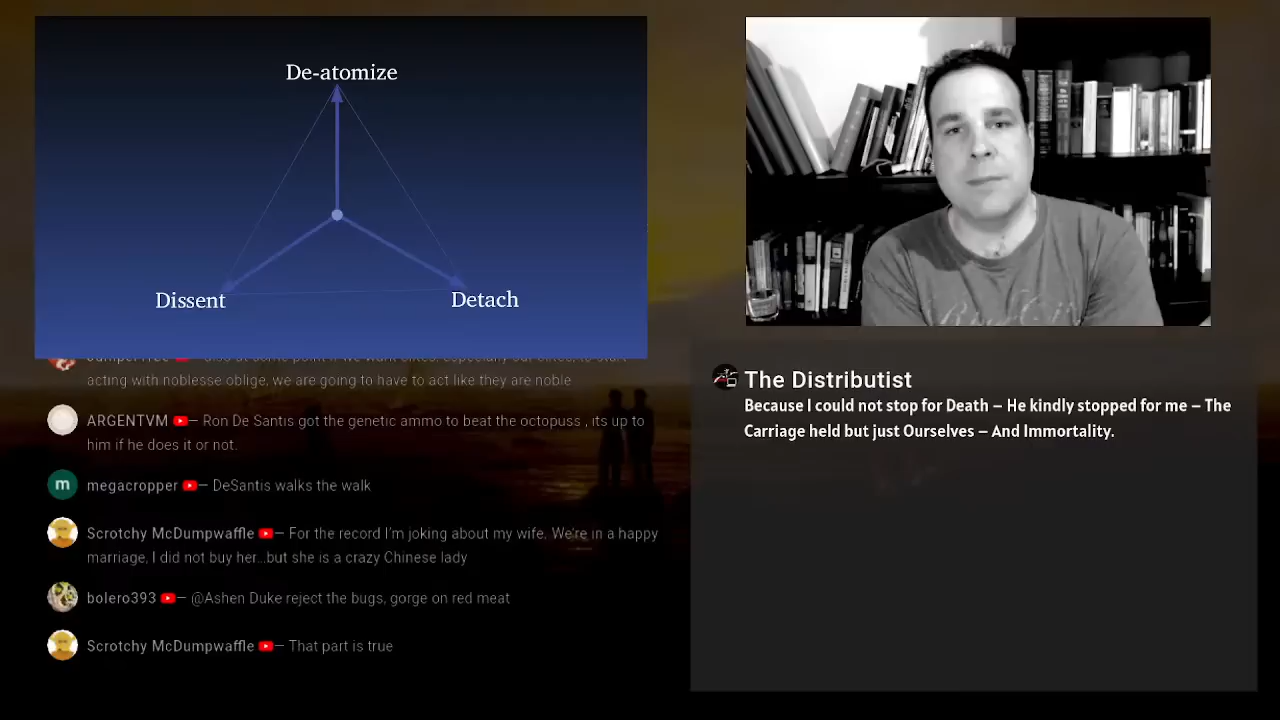 De-atomize
Dissent
Detach
acting with noblesse oblige, we are going to have to act like they are noble
ARGENTVM — Ron De Santis got the genetic ammo to beat the octopuss , its up to
him if he does it or not.
m
megacropper — DeSantis walks the walk
Scrotchy McDumpwaffle — For the record I'm joking about my wife. We're in a happy
marriage, I did not buy her...but she is a crazy Chinese lady
bolero393 — @Ashen Duke reject the bugs, gorge on red meat
Scrotchy McDumpwaffle — That part is true
The Distributist
Because I could not stop for Death – He kindly stopped for me – The
Carriage held but just Ourselves – And Immortality.